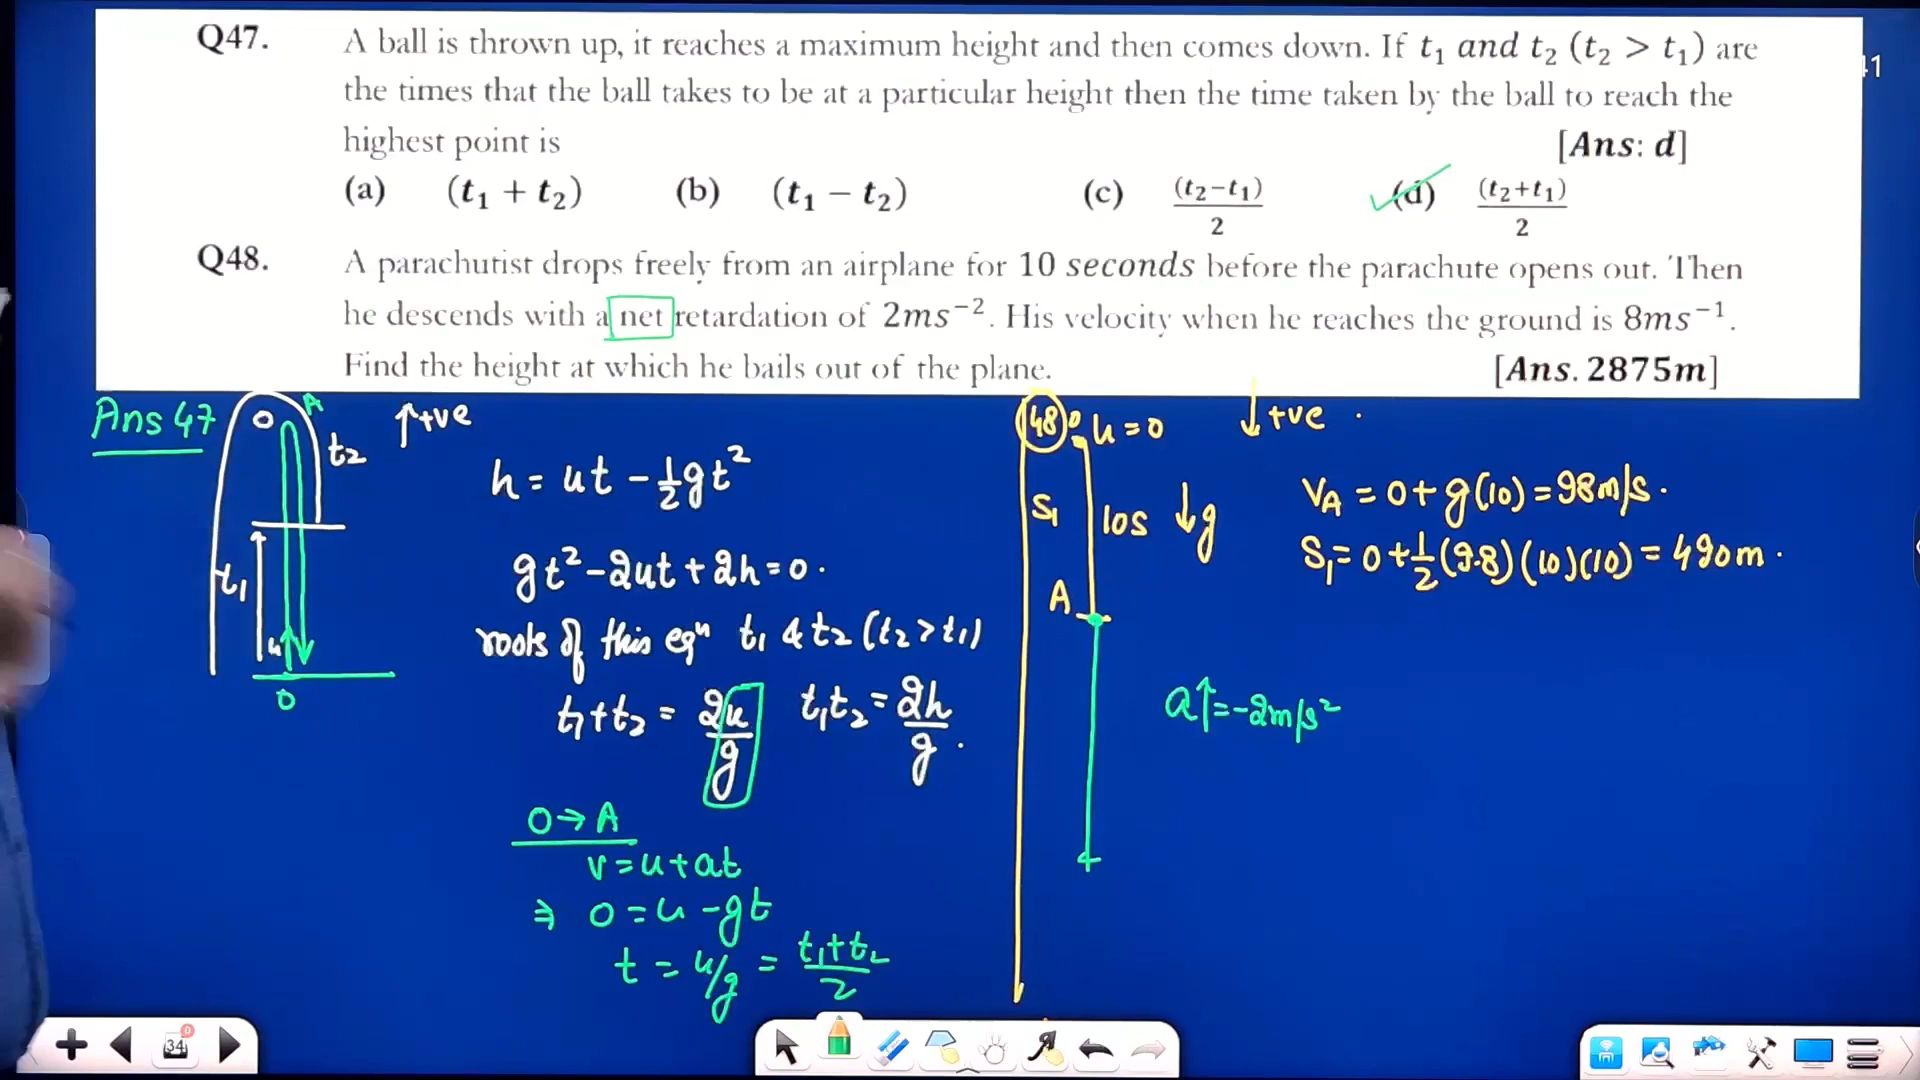 Q47. A ball is thrown up, it reaches a maximum height and then comes down. If t₁ and t₂ (t₂ > t₁) are
the times that the ball takes to be at a particular height then the time taken by the ball to reach the
highest point is [Ans: d]
(a) (t₁ + t₂) (b) (t₁ − t₂) (c) (t₂−t₁)/2 (d) (t₂+t₁)/2
Q48. A parachutist drops freely from an airplane for 10 seconds before the parachute opens out. Then
he descends with a net retardation of 2ms⁻². His velocity when he reaches the ground is 8ms⁻¹.
Find the height at which he bails out of the plane. [Ans. 2875m]
Ans 47
O A
t₂
t₁
u
O
↑+ve
h = ut − ½gt²
gt² − 2ut + 2h = 0.
roots of this eqⁿ t₁ & t₂ (t₂ > t₁)
t₁ + t₂ = 2u/g t₁t₂ = 2h/g.
O → A
v = u + at
⇒ 0 = u − gt
t = u/g = (t₁+t₂)/2
48 u = 0 ↓+ve
S₁ 10s ↓g
A
V_A = 0 + g(10) = 98m/s.
S₁ = 0 + ½(9.8)(10)(10) = 490m.
a↑ = −2m/s²
34
0